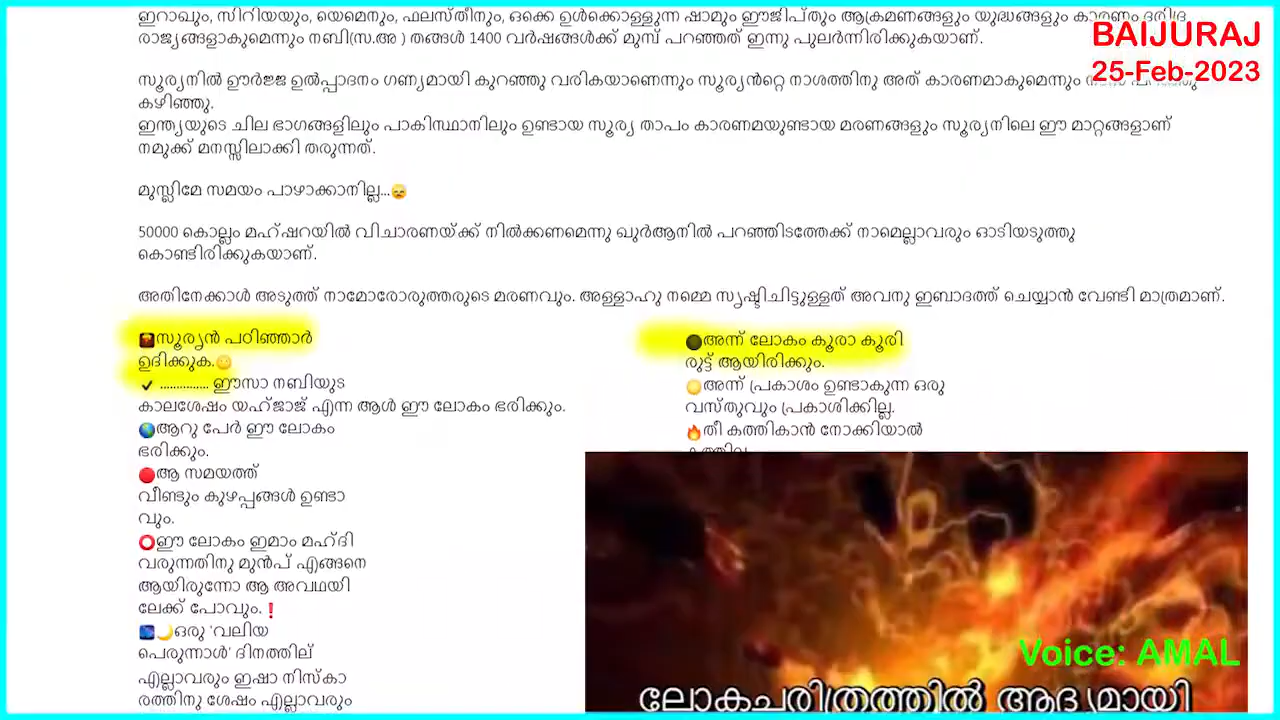 ഇറാഖും, സിറിയയും, യെമെനും, ഫലസ്തീനും, ഒക്കെ ഉൾക്കൊള്ളുന്ന ഷാമും ഈജിപ്തും ആക്രമണങ്ങളും യുദ്ധങ്ങളും കാരണം ദരിദ്ര
രാജ്യങ്ങളാകുമെന്നും നബി(സ.അ ) തങ്ങൾ 1400 വർഷങ്ങൾക്ക് മുമ്പ് പറഞ്ഞത് ഇന്നു പുലർന്നിരിക്കുകയാണ്.
BAIJURAJ
25-Feb-2023
സൂര്യനിൽ ഊർജ്ജ ഉൽപ്പാദനം ഗണ്യമായി കുറഞ്ഞു വരികയാണെന്നും സൂര്യൻറ്റെ നാശത്തിനു അത് കാരണമാകുമെന്നും
കഴിഞ്ഞു.
ഇന്ത്യയുടെ ചില ഭാഗങ്ങളിലും പാകിസ്ഥാനിലും ഉണ്ടായ സൂര്യ താപം കാരണമയുണ്ടായ മരണങ്ങളും സൂര്യനിലെ ഈ മാറ്റങ്ങളാണ്
നമുക്ക് മനസ്സിലാക്കി തരുന്നത്.
മുസ്ലിമേ സമയം പാഴാക്കാനില്ല...😞
50000 കൊല്ലം മഹ്ഷറയിൽ വിചാരണയ്ക്ക് നിൽക്കണമെന്നു ഖുർആനിൽ പറഞ്ഞിടത്തേക്ക് നാമെല്ലാവരും ഓടിയടുത്തു
കൊണ്ടിരിക്കുകയാണ്.
അതിനേക്കാൾ അടുത്ത് നാമോരോരുത്തരുടെ മരണവും. അള്ളാഹു നമ്മെ സൃഷ്ടിചിട്ടുള്ളത് അവനു ഇബാദത്ത് ചെയ്യാൻ വേണ്ടി മാത്രമാണ്.
🌇സൂര്യൻ പഠിഞ്ഞാർ
ഉദിക്കുക.🌕
✔ ............... ഈസാ നബിയുട
കാലശേഷം യഹ്ജാജ് എന്ന ആൾ ഈ ലോകം ഭരിക്കും.
🌎ആറു പേർ ഈ ലോകം
ഭരിക്കും.
🔴ആ സമയത്ത്
വീണ്ടും കുഴപ്പങ്ങൾ ഉണ്ടാ
വും.
⭕ഈ ലോകം ഇമാം മഹ്ദി
വരുന്നതിനു മുൻപ് എങ്ങനെ
ആയിരുന്നോ ആ അവഥയി
ലേക്ക് പോവും.❗
🌌🌙ഒരു 'വലിയ
പെരുന്നാൾ' ദിനത്തില്
എല്ലാവരും ഇഷാ നിസ്കാ
രത്തിനു ശേഷം എല്ലാവരും
🌑അന്ന് ലോകം കൂരാ കൂരി
രുട്ട് ആയിരിക്കും.
🌕അന്ന് പ്രകാശം ഉണ്ടാകുന്ന ഒരു
വസ്തുവും പ്രകാശിക്കില്ല.
🔥തീ കത്തികാൻ നോക്കിയാൽ
Voice: AMAL
ലോകചരിത്രത്തിൽ ആദ്യമായി